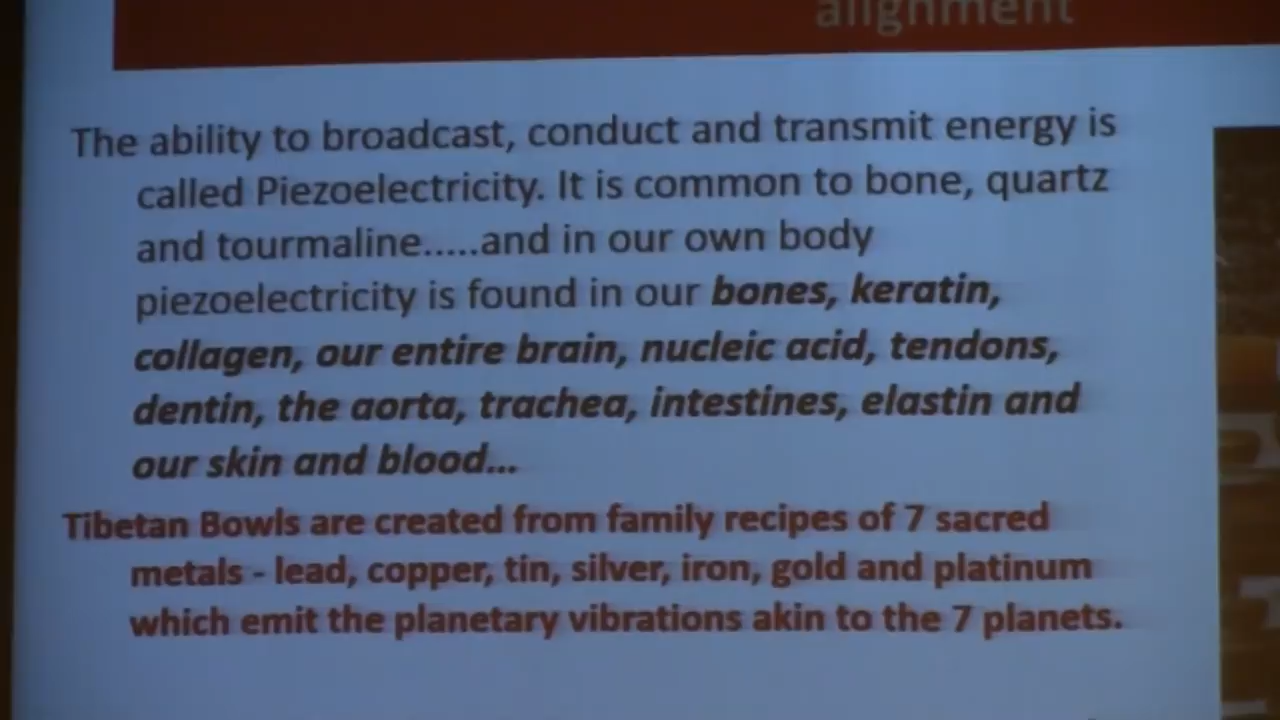 alignment
The ability to broadcast, conduct and transmit energy is
called Piezoelectricity. It is common to bone, quartz
and tourmaline.....and in our own body
piezoelectricity is found in our bones, keratin,
collagen, our entire brain, nucleic acid, tendons,
dentin, the aorta, trachea, intestines, elastin and
our skin and blood...
Tibetan Bowls are created from family recipes of 7 sacred
metals - lead, copper, tin, silver, iron, gold and platinum
which emit the planetary vibrations akin to the 7 planets.